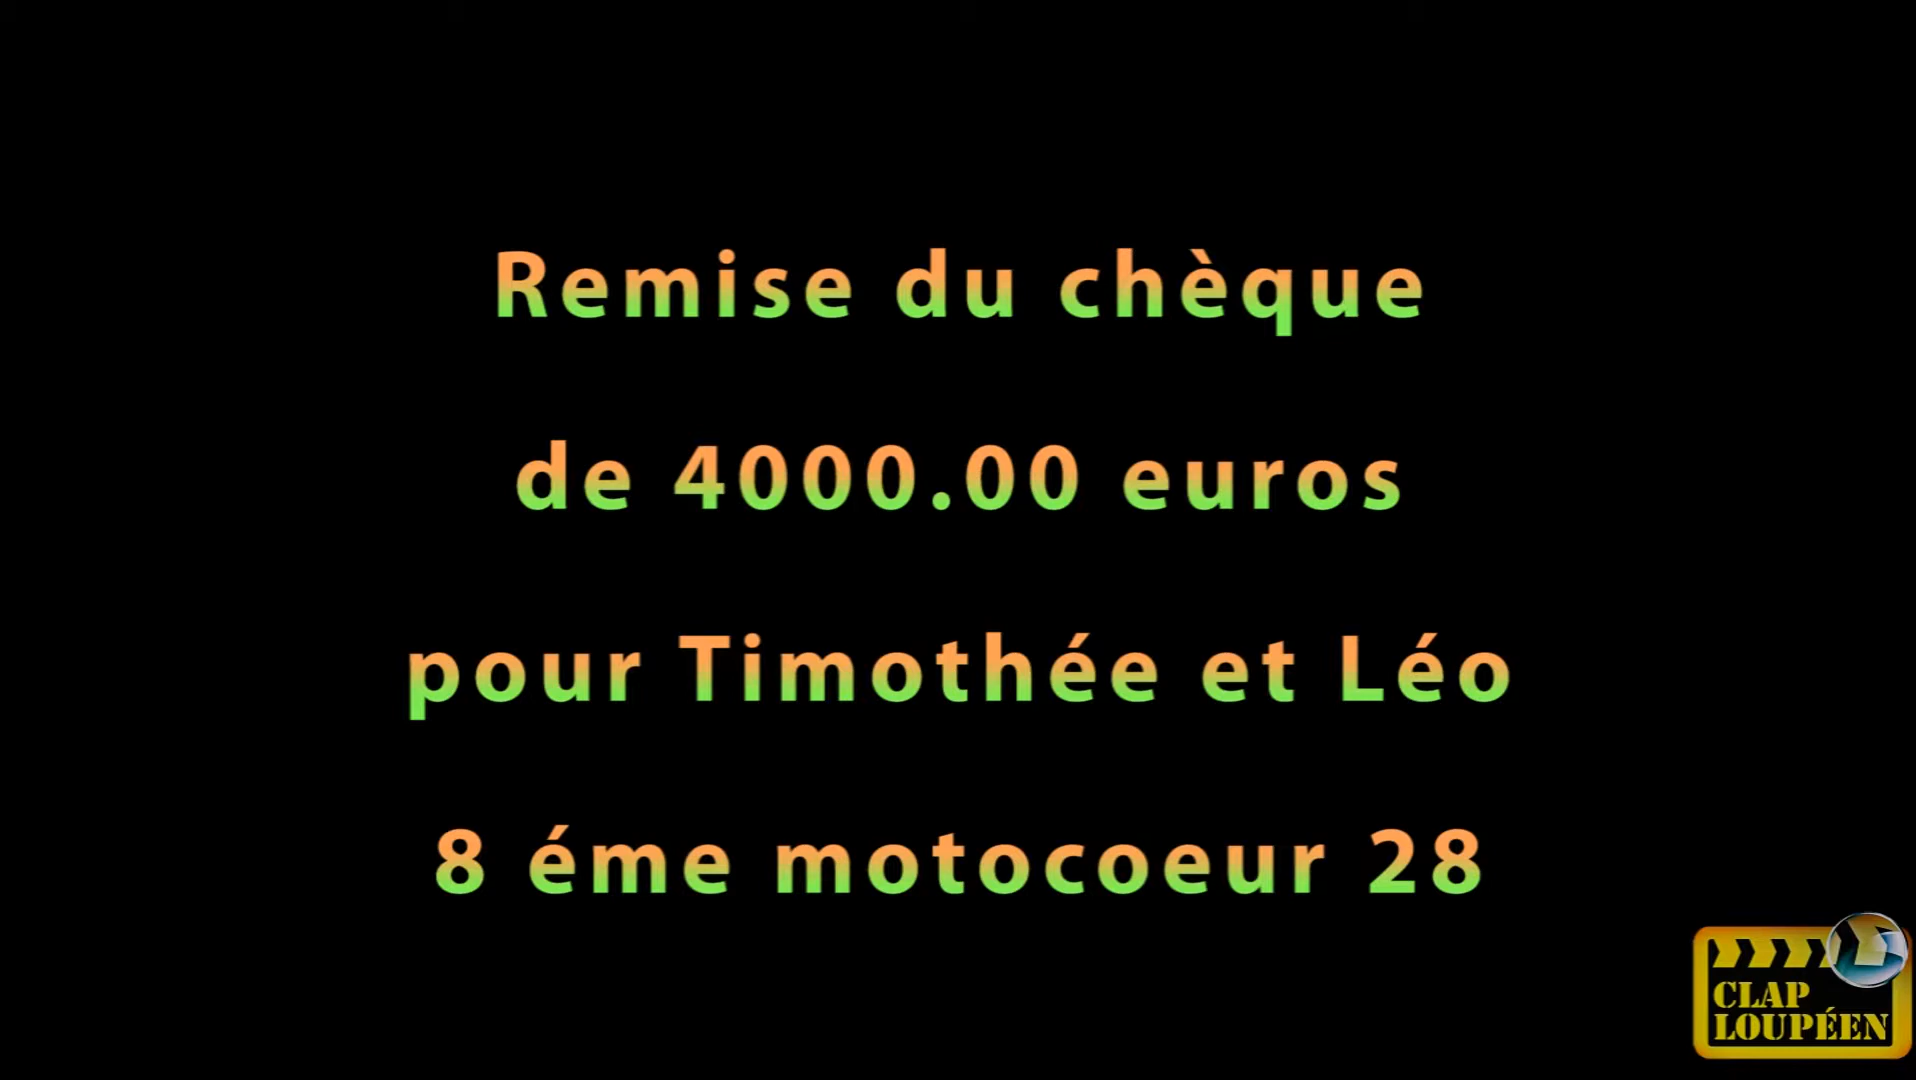 Remise du chèque
de 4000.00 euros
pour Timothée et Léo
8 éme motocoeur 28
CLAP
LOUPÉEN